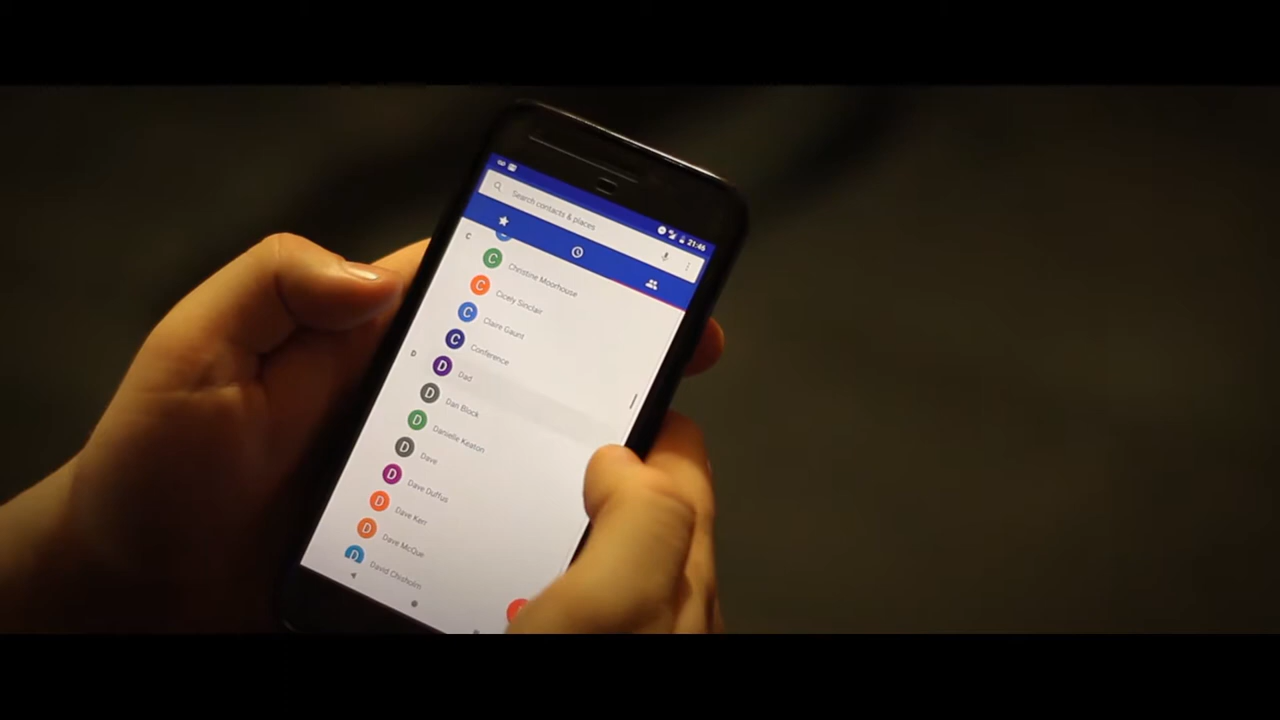 21:46
Search contacts & places
C
C Christine Moorhouse
C Cicely Sinclair
C Claire Gaunt
C Conference
D
D Dad
D Dan Block
D Danielle Keaton
D Dave
D Dave Duffus
D Dave Kerr
D Dave McQue
D David Chisholm